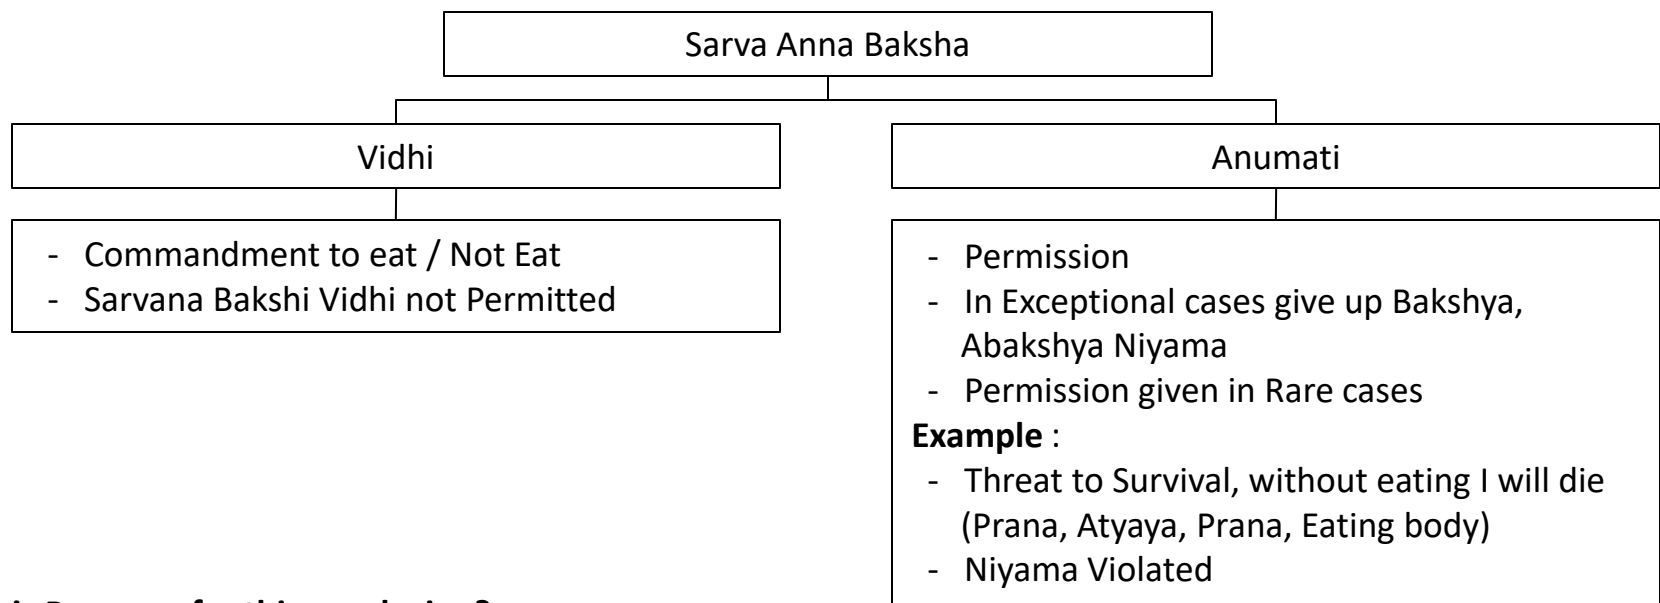 Sarva Anna Baksha
Vidhi
- Commandment to eat / Not Eat
- Sarvana Bakshi Vidhi not Permitted
Anumati
- Permission
- In Exceptional cases give up Bakshya,
Abakshya Niyama
- Permission given in Rare cases
Example :
- Threat to Survival, without eating I will die
(Prana, Atyaya, Prana, Eating body)
- Niyama Violated